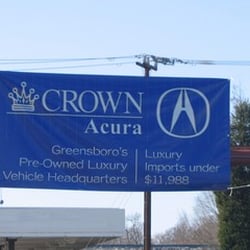 CROWN
Acura
Greensboro's
Pre-Owned Luxury
Vehicle Headquarters
Luxury
Imports under
$11,988